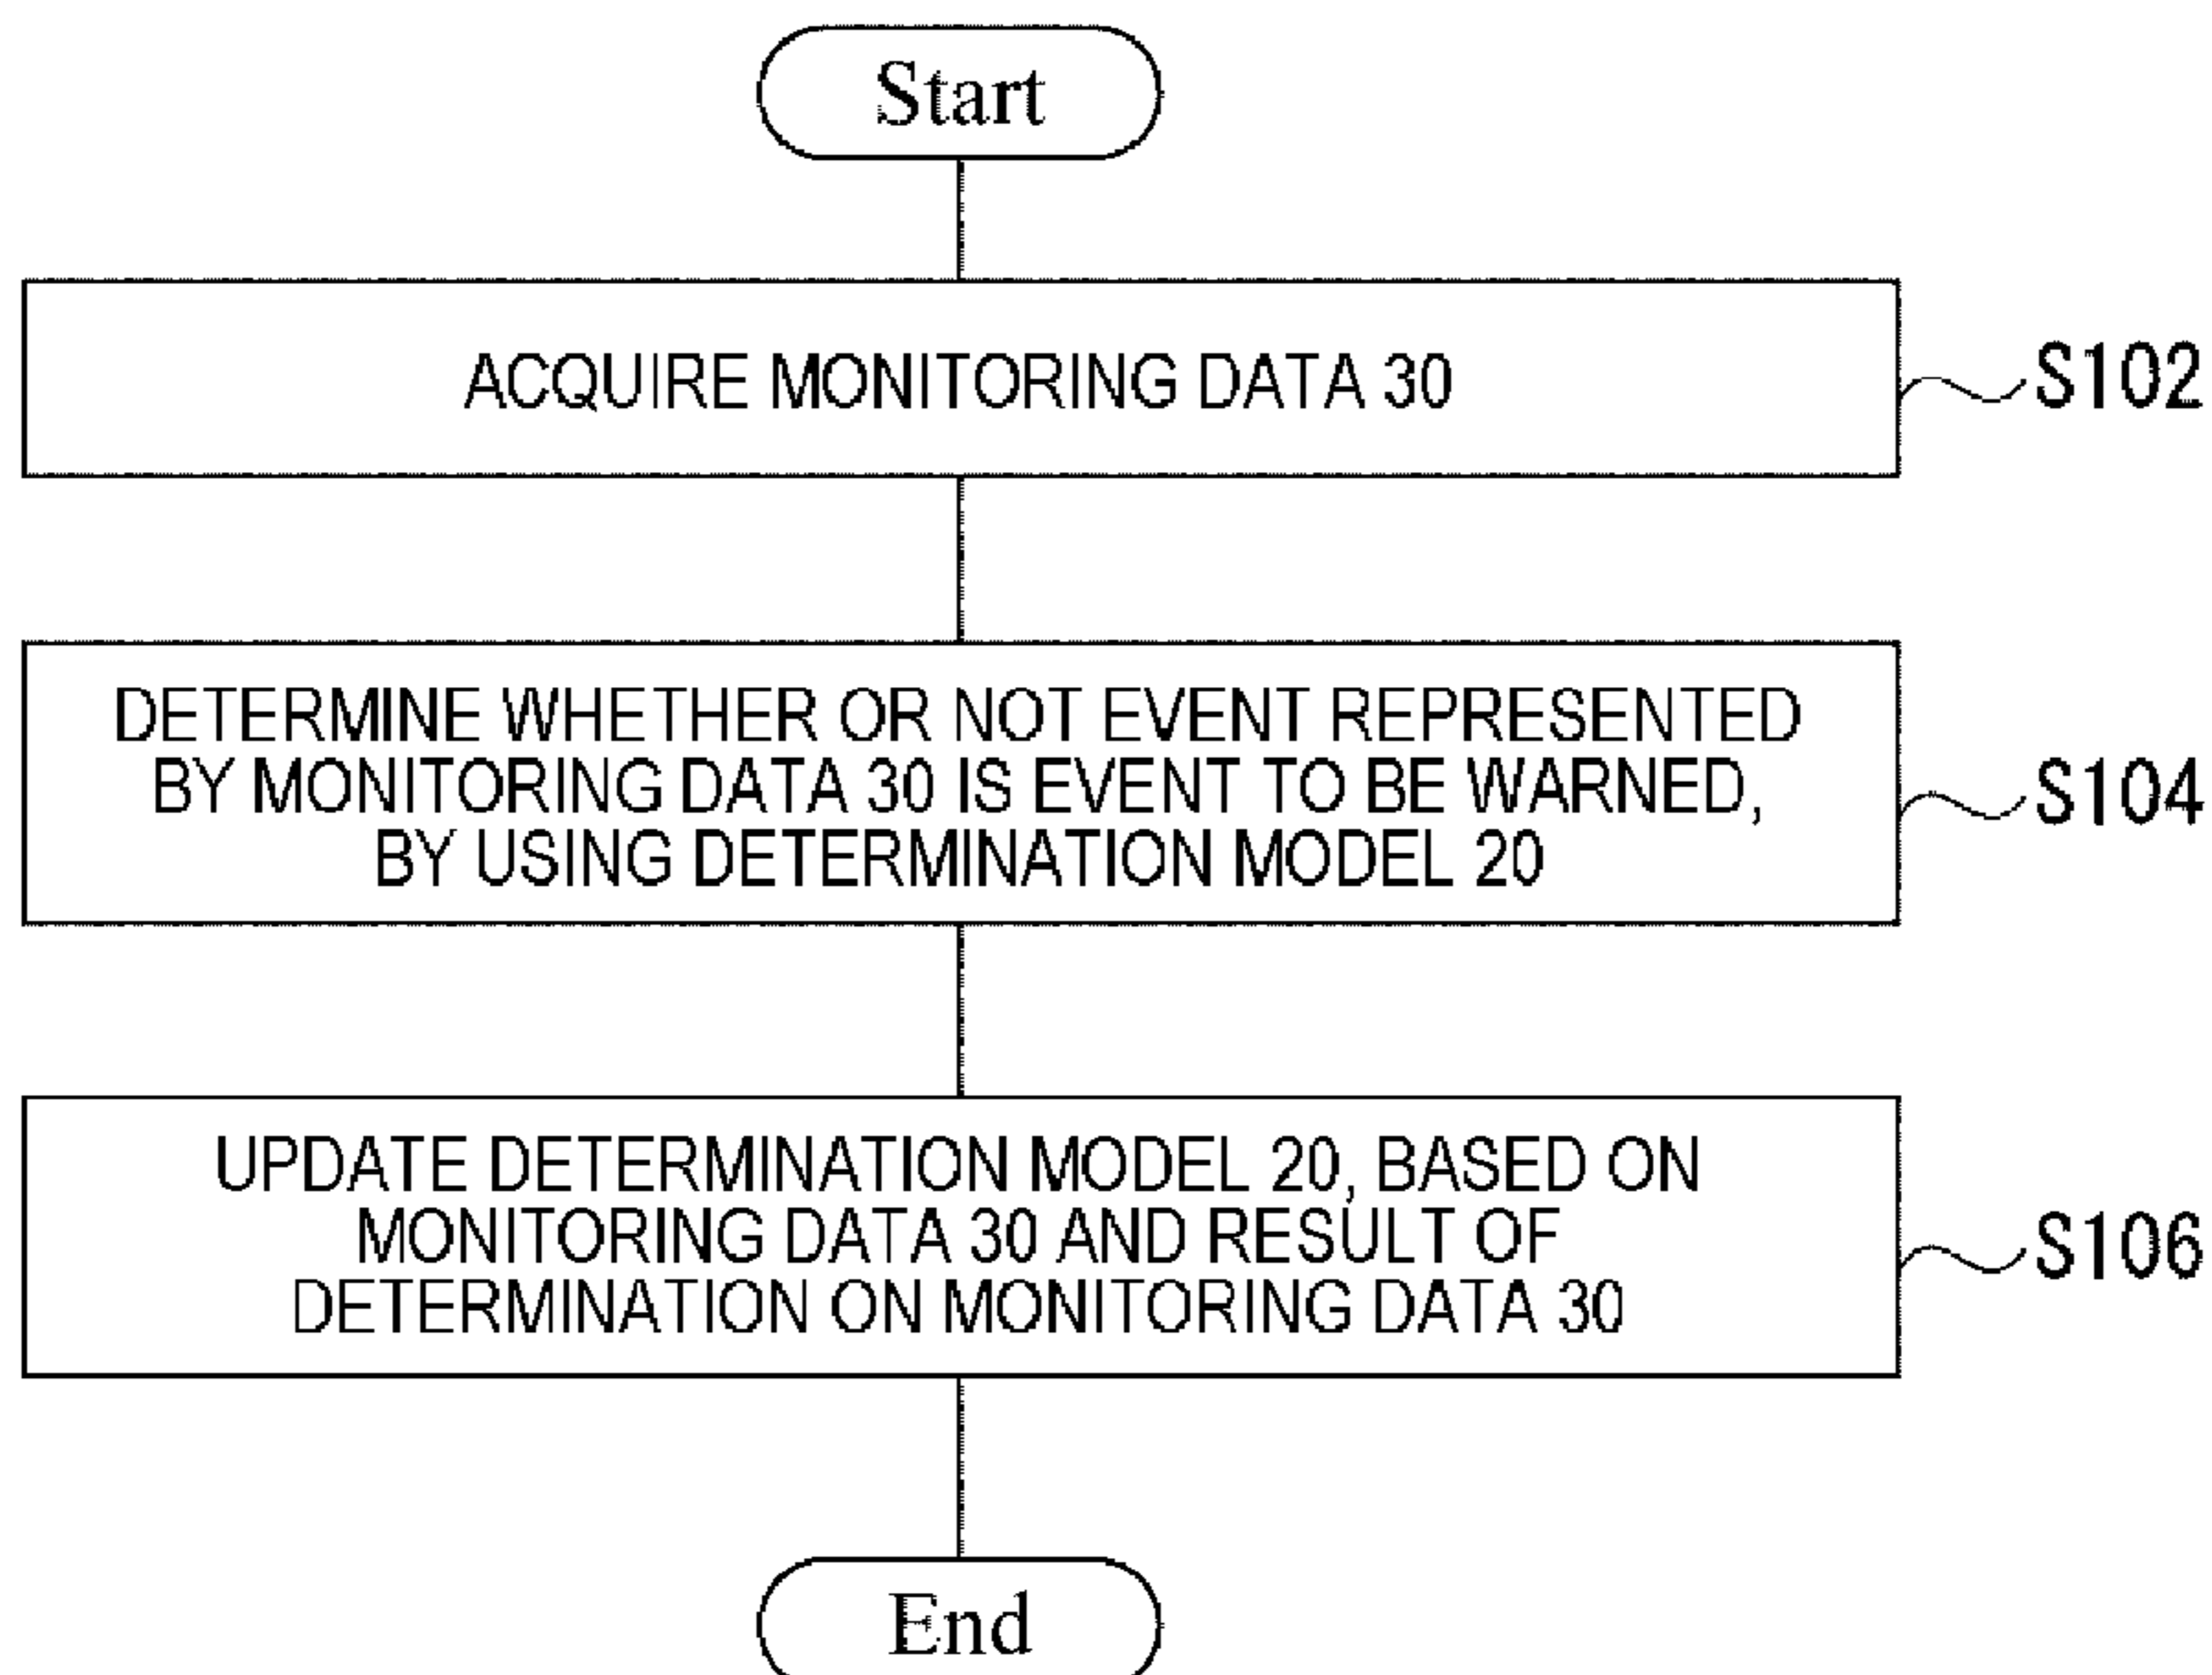 Start
ACQUIRE MONITORING DATA 30
S102
DETERMINE WHETHER OR NOT EVENT REPRESENTED
BY MONITORING DATA 30 IS EVENT TO BE WARNED,
BY USING DETERMINATION MODEL 20
S104
UPDATE DETERMINATION MODEL 20, BASED ON
MONITORING DATA 30 AND RESULT OF
DETERMINATION ON MONITORING DATA 30
S106
End